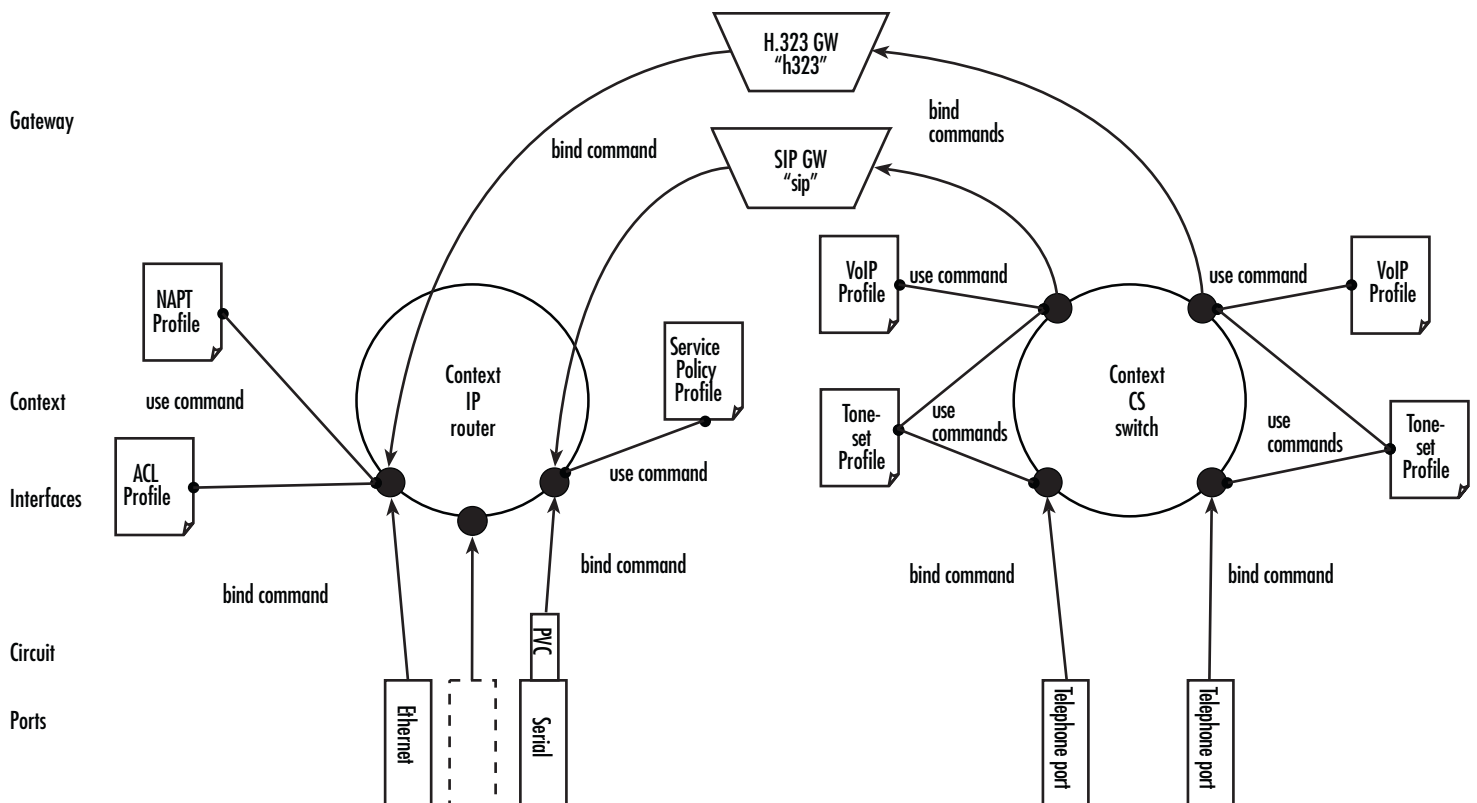 H.323 GW
“h323”
Gateway
bind
commands
bind command
SIP GW
“sip”
NAPT
Profile
VoIP
Profile
use command
use command
VoIP
Profile
Service
Policy
Profile
Context
IP
router
Context
CS
switch
Context
use command
Tone-
set
Profile
use
commands
use
commands
Tone-
set
Profile
ACL
Profile
use command
Interfaces
bind command
bind command
bind command
bind command
Circuit
PVC
Ports
Ethernet
Serial
Telephone port
Telephone port